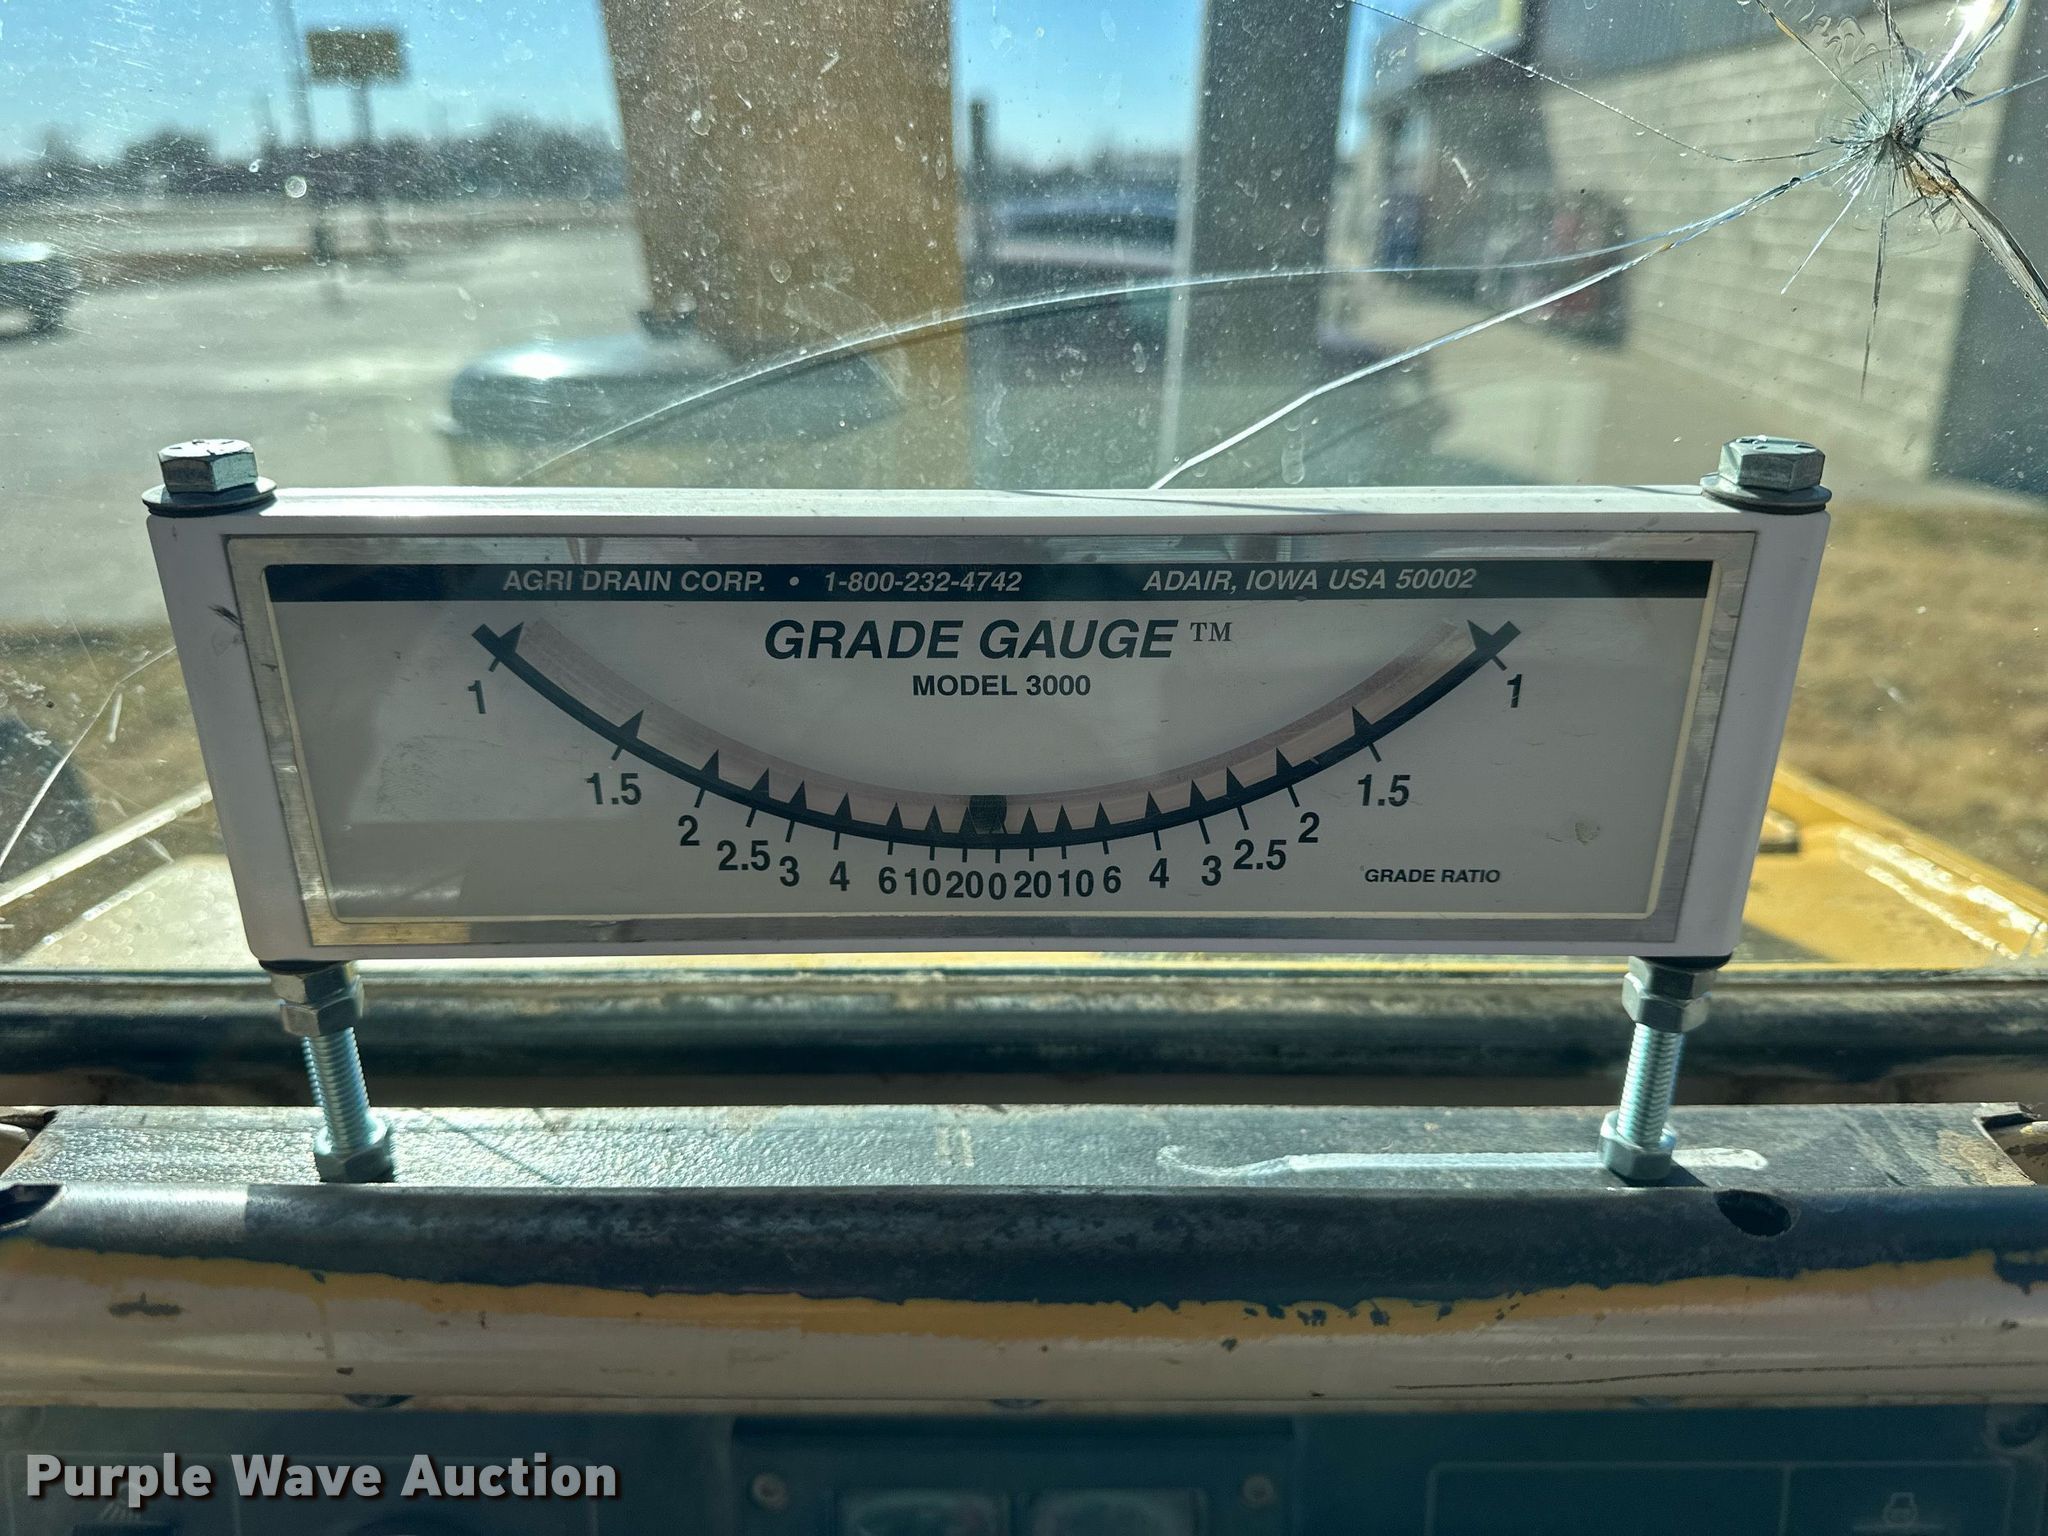 AGRI DRAIN CORP. • 1-800-232-4742 ADAIR, IOWA USA 50002
GRADE GAUGE™
MODEL 3000
1 1.5 2 2.5 3 4 6 10 20 0 20 10 6 4 3 2.5 2 1.5 1
GRADE RATIO
Purple Wave Auction